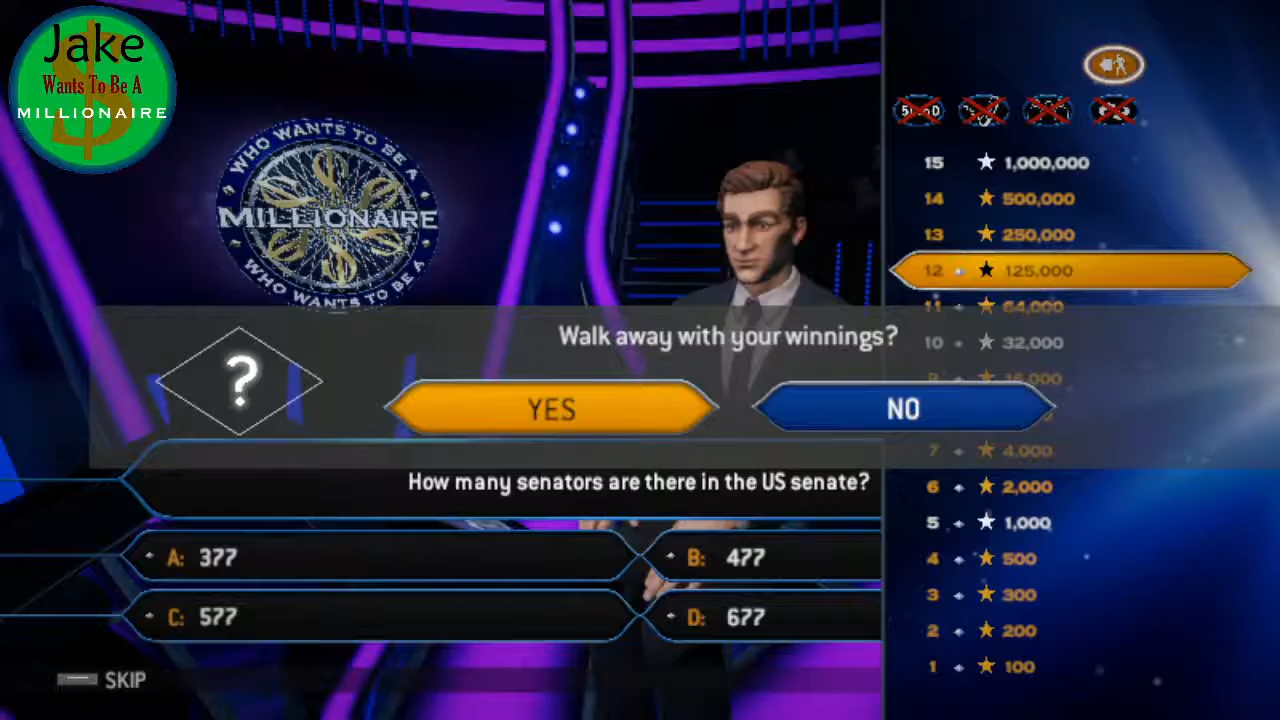 Jake
Wants To Be A
MILLIONAIRE
WHO WANTS TO BE A
MILLIONAIRE
WHO WANTS TO BE A
15 1,000,000
14 500,000
13 250,000
12 125,000
11 64,000
10 32,000
Walk away with your winnings?
YES
NO
7 4,000
6 2,000
5 1,000
4 500
3 300
2 200
1 100
How many senators are there in the US senate?
A: 377
B: 477
C: 577
D: 677
SKIP